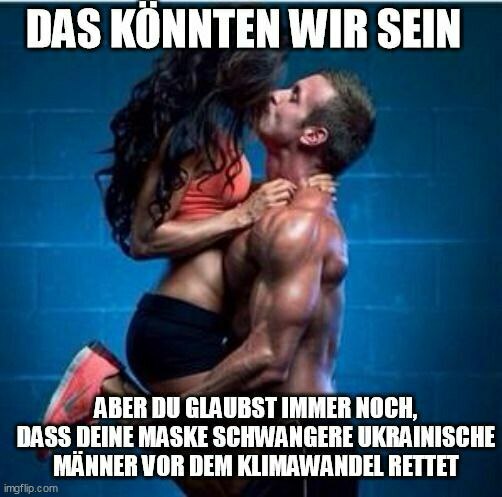 DAS KÖNNTEN WIR SEIN
ABER DU GLAUBST IMMER NOCH,
DASS DEINE MASKE SCHWANGERE UKRAINISCHE
MÄNNER VOR DEM KLIMAWANDEL RETTET
imgflip.com